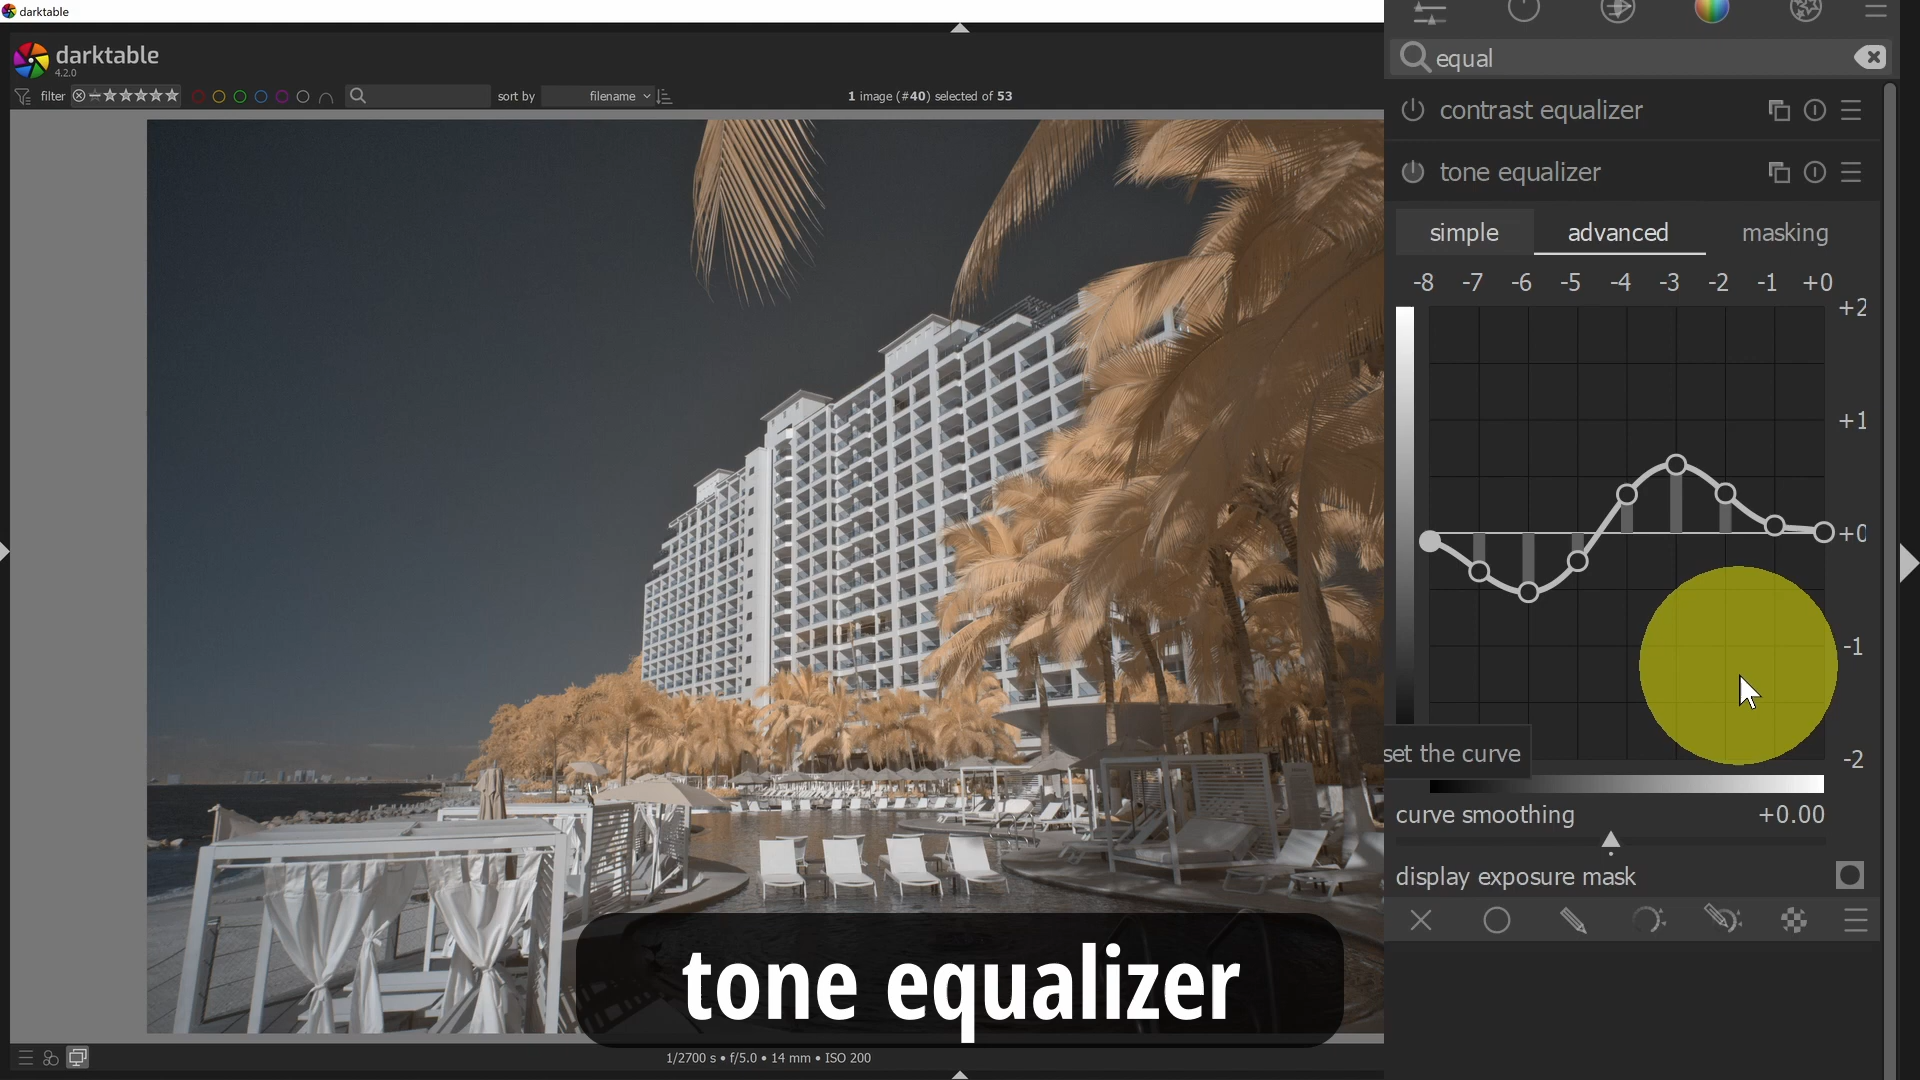 darktable
darktable
4.2.0
filter
sort by
filename
1 image (#40) selected of 53
equal
contrast equalizer
tone equalizer
simple
advanced
masking
-8 -7 -6 -5 -4 -3 -2 -1 +0
+2
+1
+0
-1
-2
set the curve
curve smoothing
+0.00
display exposure mask
tone equalizer
1/2700 s • f/5.0 • 14 mm • ISO 200